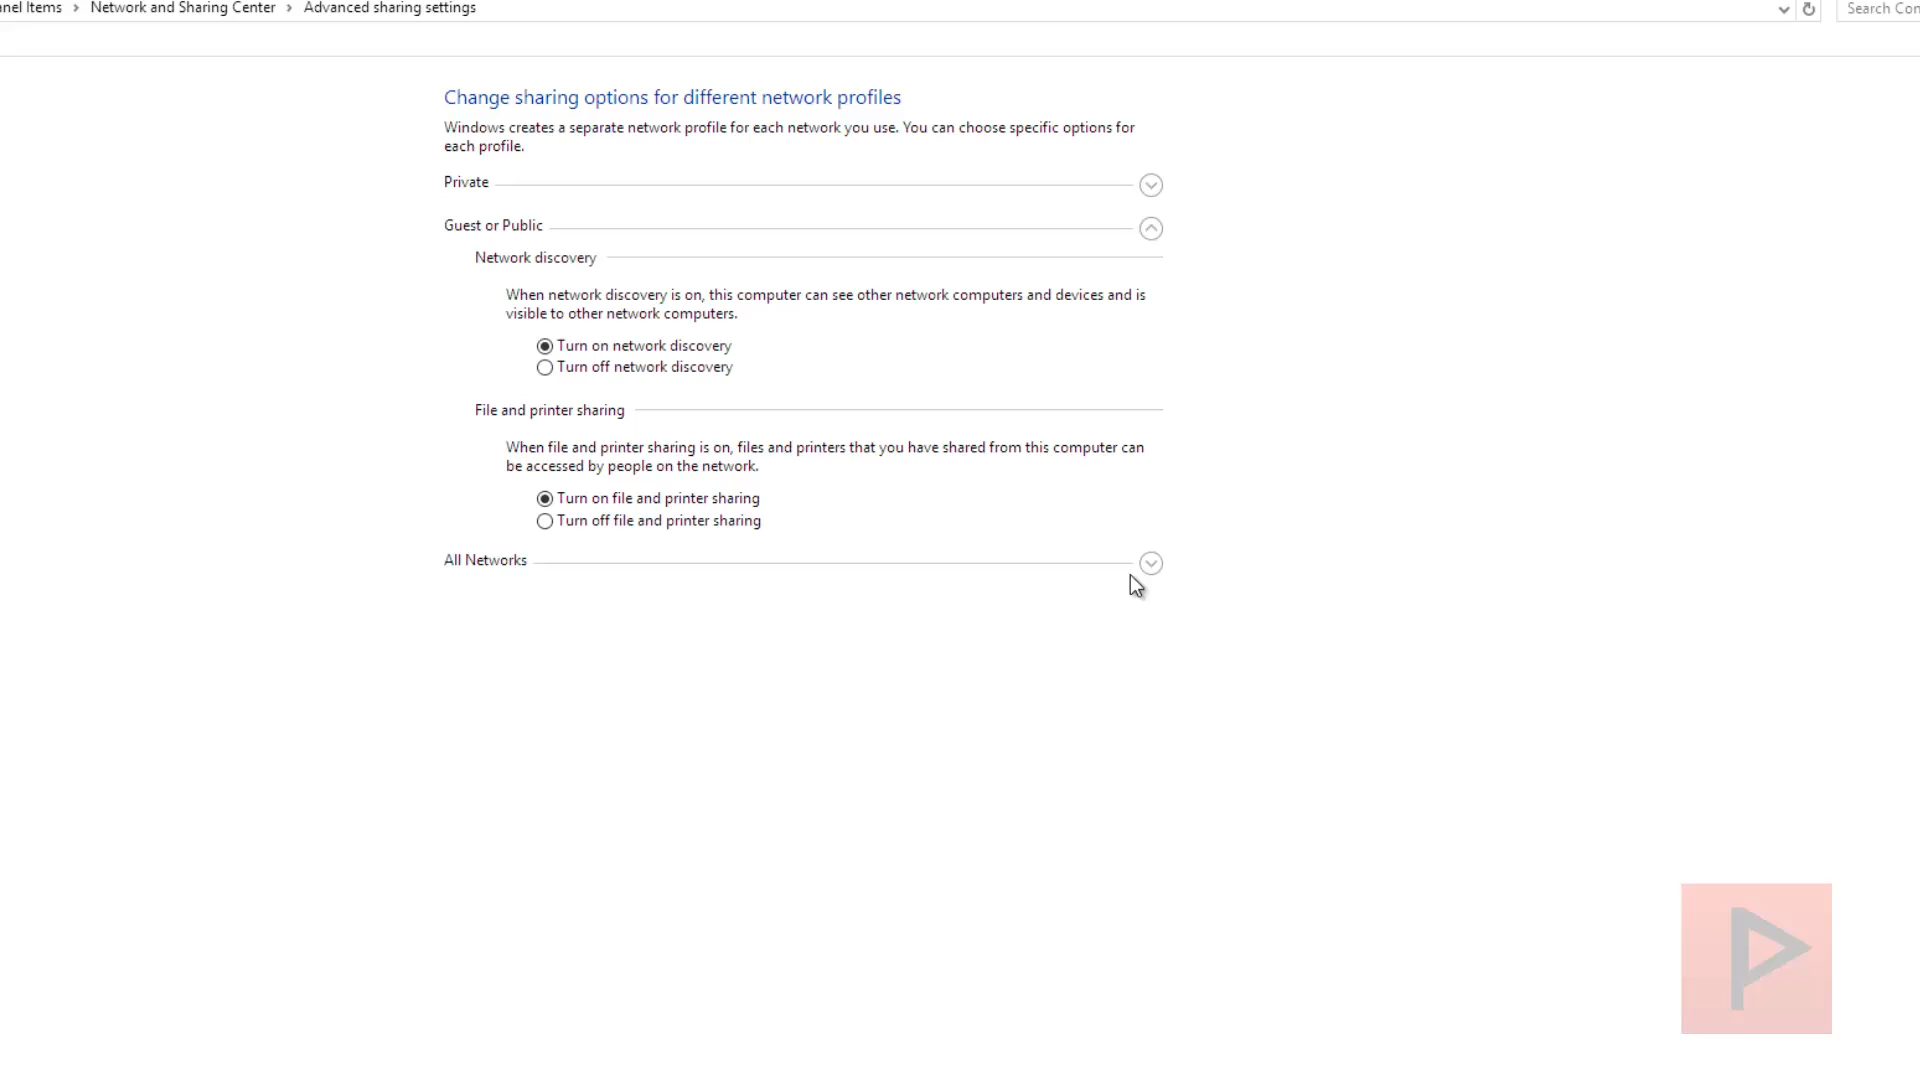 Items > Network and Sharing Center > Advanced sharing settings
Search
Change sharing options for different network profiles
Windows creates a separate network profile for each network you use. You can choose specific options for
each profile.
Private
Guest or Public
Network discovery
When network discovery is on, this computer can see other network computers and devices and is
visible to other network computers.
Turn on network discovery
Turn off network discovery
File and printer sharing
When file and printer sharing is on, files and printers that you have shared from this computer can
be accessed by people on the network.
Turn on file and printer sharing
Turn off file and printer sharing
All Networks
P